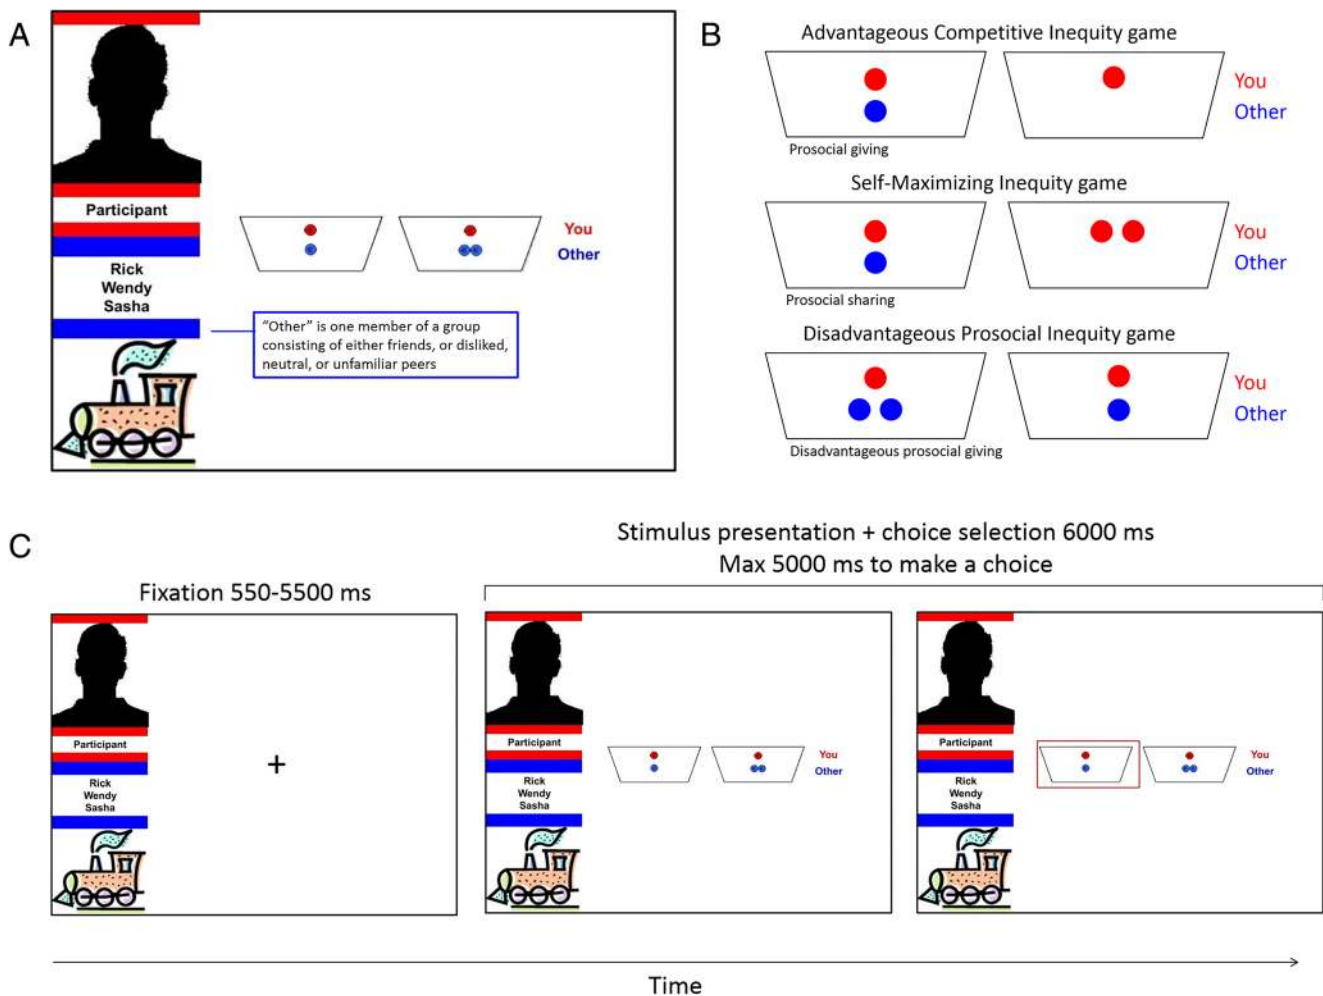 A
Participant
Rick
Wendy
Sasha
You
Other
"Other" is one member of a group
consisting of either friends, or disliked,
neutral, or unfamiliar peers
B
Advantageous Competitive Inequity game
You
Other
Prosocial giving
Self-Maximizing Inequity game
You
Other
Prosocial sharing
Disadvantageous Prosocial Inequity game
You
Other
Disadvantageous prosocial giving
C
Stimulus presentation + choice selection 6000 ms
Max 5000 ms to make a choice
Fixation 550-5500 ms
Participant
Rick
Wendy
Sasha
+
Participant
Rick
Wendy
Sasha
You
Other
Participant
Rick
Wendy
Sasha
You
Other
Time